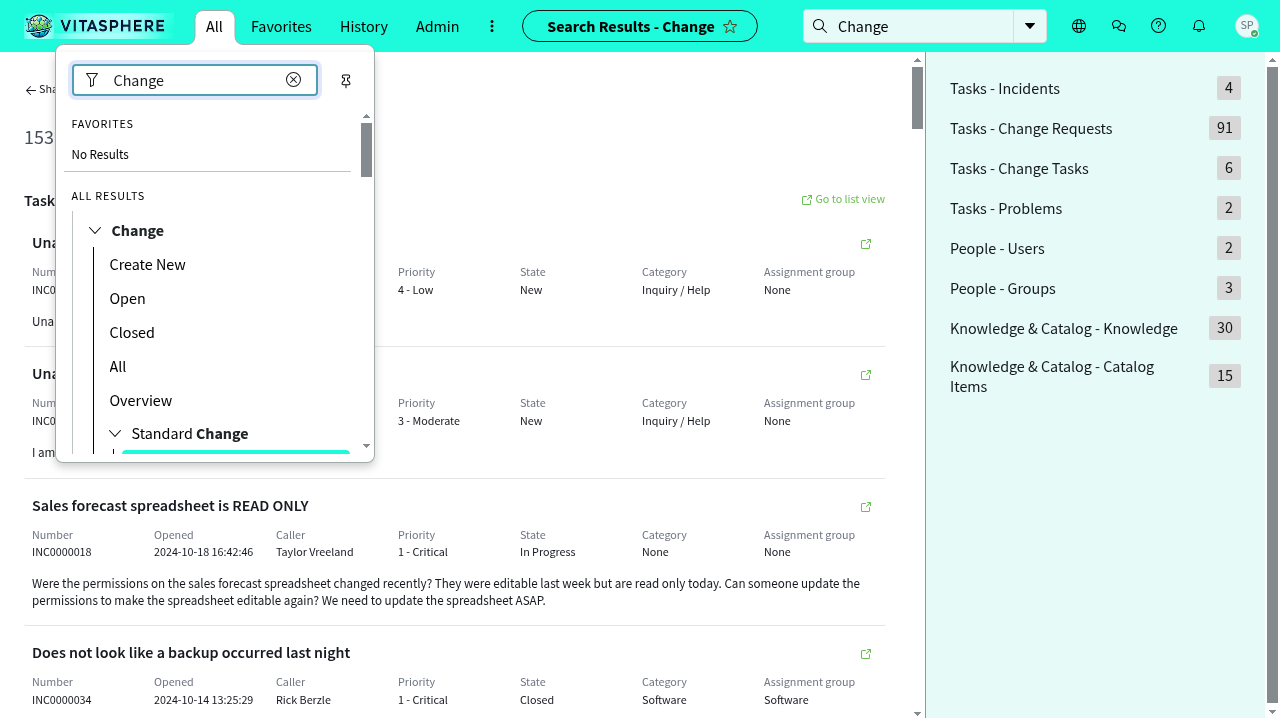 VITASPHERE
All
Favorites
History
Admin
Search Results - Change
Change
SP
Change
FAVORITES
No Results
ALL RESULTS
Change
Create New
Open
Closed
All
Overview
Standard Change
Sha
153
Task
Go to list view
Una
Num Priority State Category Assignment group
INC0 4 - Low New Inquiry / Help None
Una
Una
Num Priority State Category Assignment group
INC0 3 - Moderate New Inquiry / Help None
I am
Sales forecast spreadsheet is READ ONLY
Number Opened Caller Priority State Category Assignment group
INC0000018 2024-10-18 16:42:46 Taylor Vreeland 1 - Critical In Progress None None
Were the permissions on the sales forecast spreadsheet changed recently? They were editable last week but are read only today. Can someone update the
permissions to make the spreadsheet editable again? We need to update the spreadsheet ASAP.
Does not look like a backup occurred last night
Number Opened Caller Priority State Category Assignment group
INC0000034 2024-10-14 13:25:29 Rick Berzle 1 - Critical Closed Software Software
Tasks - Incidents 4
Tasks - Change Requests 91
Tasks - Change Tasks 6
Tasks - Problems 2
People - Users 2
People - Groups 3
Knowledge & Catalog - Knowledge 30
Knowledge & Catalog - Catalog
Items 15